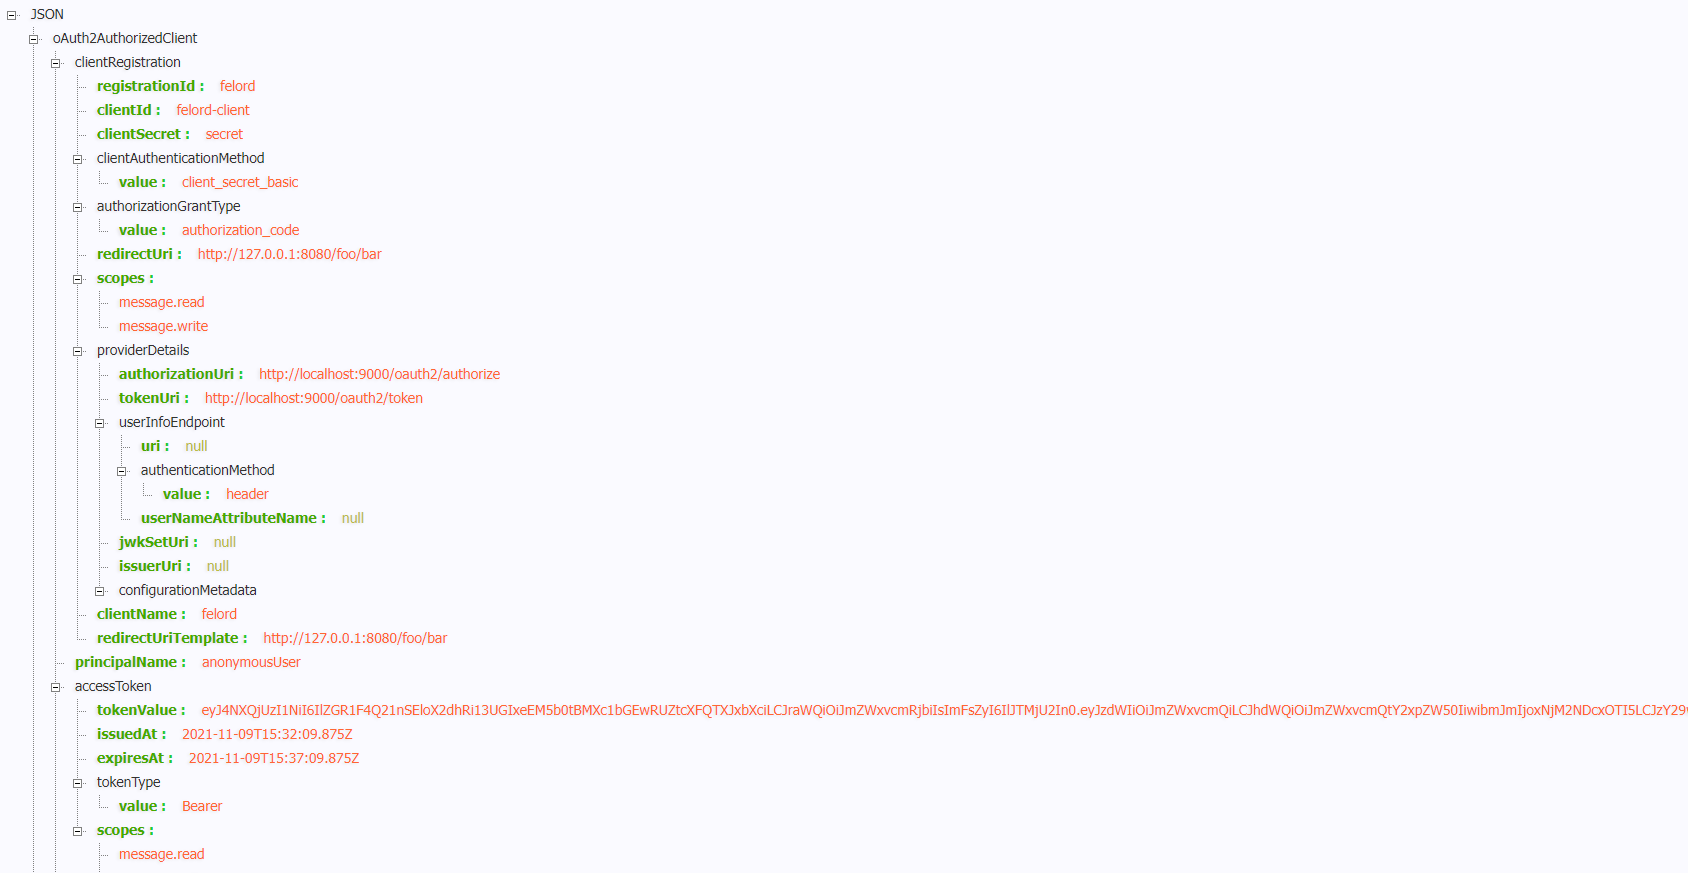 JSON
oAuth2AuthorizedClient
clientRegistration
registrationId : felord
clientId : felord-client
clientSecret : secret
clientAuthenticationMethod
value : client_secret_basic
authorizationGrantType
value : authorization_code
redirectUri : http://127.0.0.1:8080/foo/bar
scopes :
message.read
message.write
providerDetails
authorizationUri : http://localhost:9000/oauth2/authorize
tokenUri : http://localhost:9000/oauth2/token
userInfoEndpoint
uri : null
authenticationMethod
value : header
userNameAttributeName : null
jwkSetUri : null
issuerUri : null
configurationMetadata
clientName : felord
redirectUriTemplate : http://127.0.0.1:8080/foo/bar
principalName : anonymousUser
accessToken
tokenValue :
issuedAt : 2021-11-09T15:32:09.875Z
expiresAt : 2021-11-09T15:37:09.875Z
tokenType
value : Bearer
scopes :
message.read